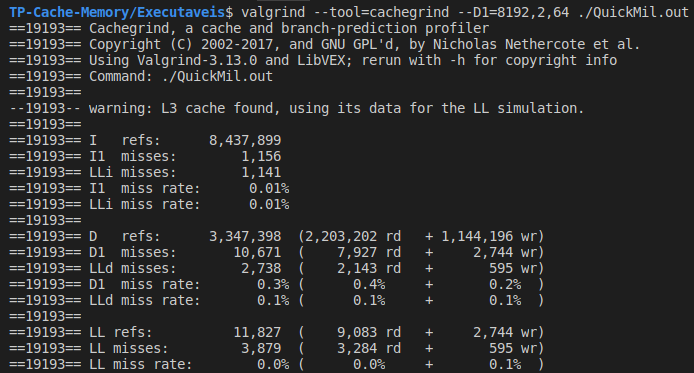 TP-Cache-Memory/Executaveis$ valgrind --tool=cachegrind --D1=8192,2,64 ./QuickMil.out
==19193== Cachegrind, a cache and branch-prediction profiler
==19193== Copyright (C) 2002-2017, and GNU GPL'd, by Nicholas Nethercote et al.
==19193== Using Valgrind-3.13.0 and LibVEX; rerun with -h for copyright info
==19193== Command: ./QuickMil.out
==19193==
--19193-- warning: L3 cache found, using its data for the LL simulation.
==19193==
==19193== I   refs:      8,437,899
==19193== I1  misses:        1,156
==19193== LLi misses:        1,141
==19193== I1  miss rate:      0.01%
==19193== LLi miss rate:      0.01%
==19193==
==19193== D   refs:      3,347,398  (2,203,202 rd   + 1,144,196 wr)
==19193== D1  misses:       10,671  (    7,927 rd   +     2,744 wr)
==19193== LLd misses:        2,738  (    2,143 rd   +       595 wr)
==19193== D1  miss rate:       0.3% (      0.4%     +       0.2%  )
==19193== LLd miss rate:       0.1% (      0.1%     +       0.1%  )
==19193==
==19193== LL refs:          11,827  (    9,083 rd   +     2,744 wr)
==19193== LL misses:         3,879  (    3,284 rd   +       595 wr)
==19193== LL miss rate:        0.0% (      0.0%     +       0.1%  )